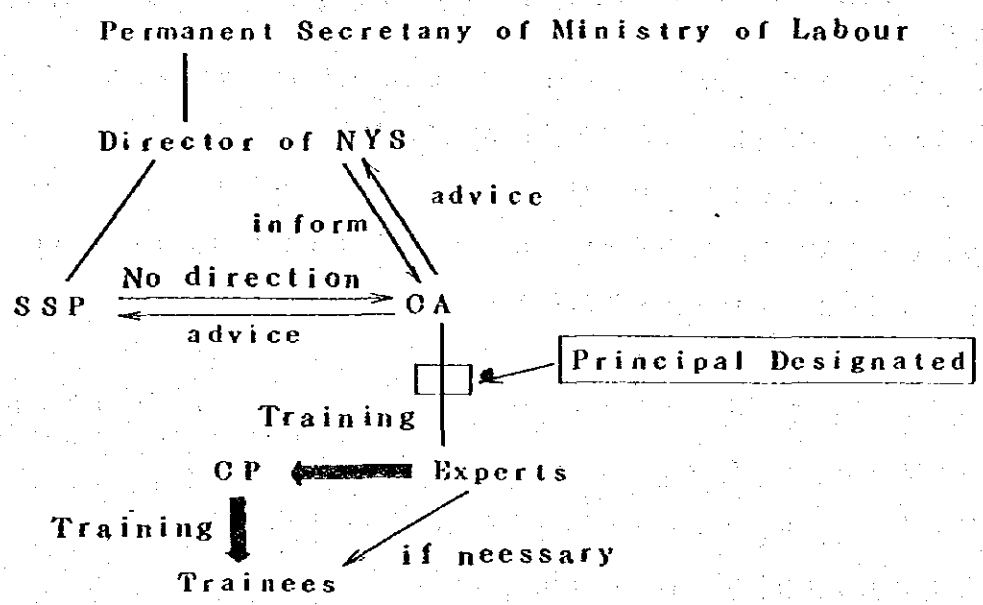 Permanent Secretany of Ministry of Labour
Director of NYS
advice
inform
No direction
SSP
CA
advice
Principal Designated
Training
CP
Experts
Training
if neessary
Trainees